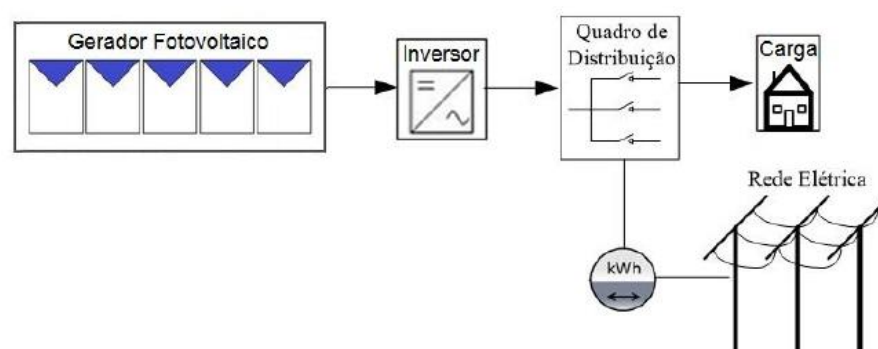 Gerador Fotovoltaico
Inversor
Quadro de
Distribuição
Carga
Rede Elétrica
kWh